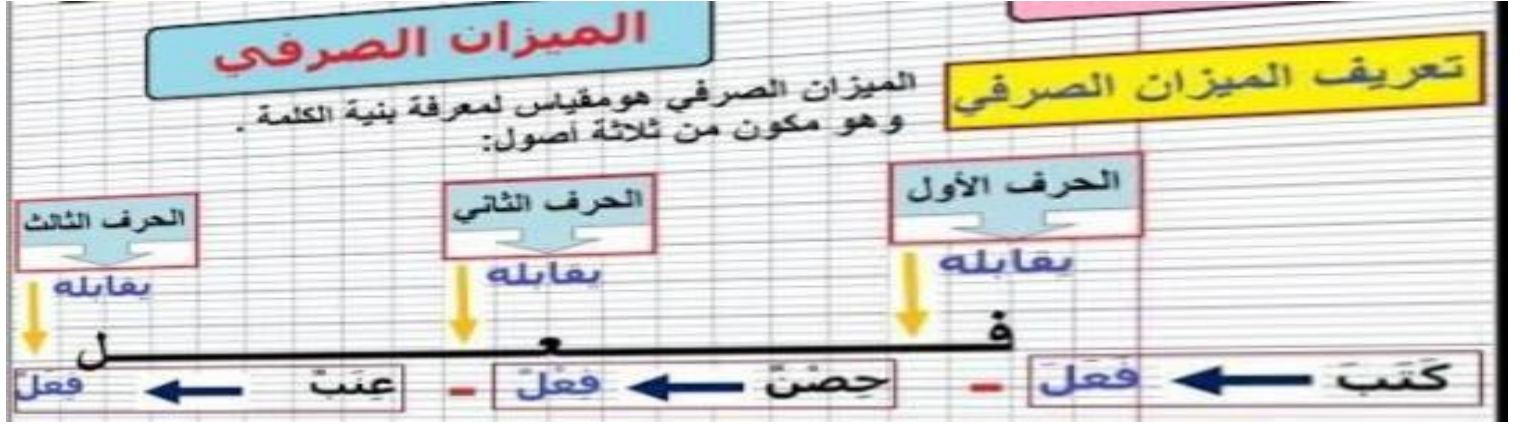 الميزان الصرفي
تعريف الميزان الصرفي
الميزان الصرفي هومقياس لمعرفة بنية الكلمة .
وهو مكون من ثلاثة أصول:
الحرف الأول
الحرف الثاني
الحرف الثالث
يقابله
يقابله
يقابله
فـــعـــل
كَتَبَ
فَعَلَ
-
حِصْنٌ
فِعْلٌ
-
عِنَبٌ
فِعَلٌ